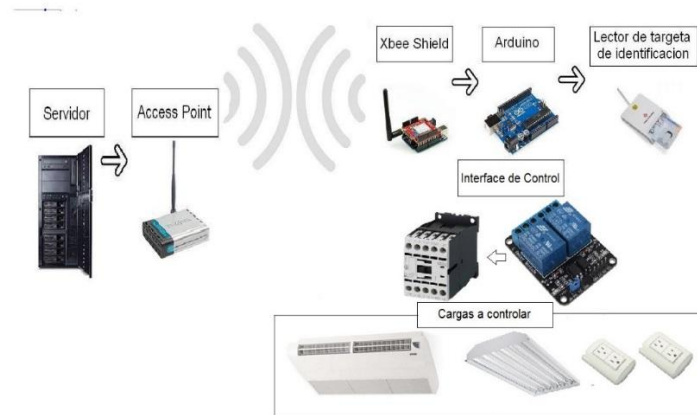 Servidor
Access Point
Xbee Shield
Arduino
Lector de targeta
de identificacion
Interface de Control
Cargas a controlar